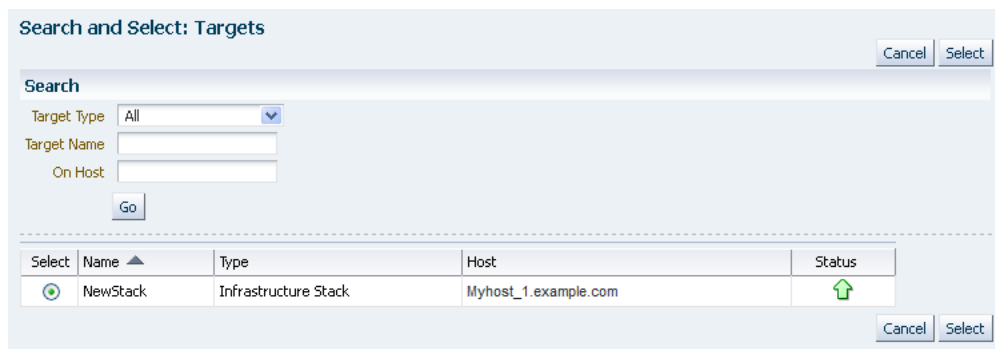 Search and Select: Targets
Cancel Select
Search
Target Type All
Target Name
On Host
Go
Select Name Type Host Status
NewStack Infrastructure Stack Myhost_1.example.com
Cancel Select